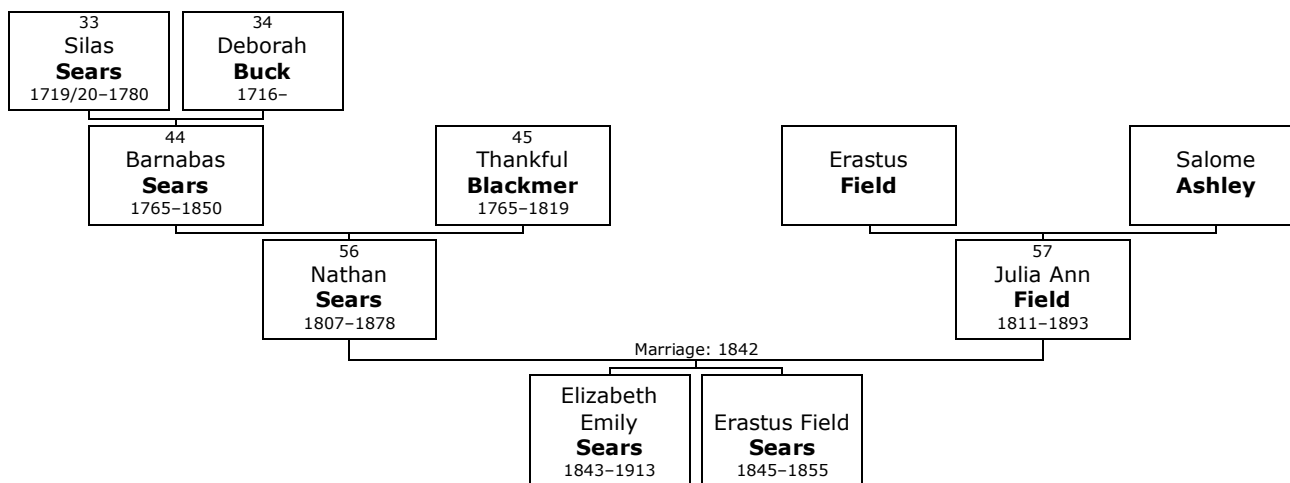 33
Silas
Sears
1719/20–1780
34
Deborah
Buck
1716–
44
Barnabas
Sears
1765–1850
45
Thankful
Blackmer
1765–1819
Erastus
Field
Salome
Ashley
56
Nathan
Sears
1807–1878
57
Julia Ann
Field
1811–1893
Marriage: 1842
Elizabeth
Emily
Sears
1843–1913
Erastus Field
Sears
1845–1855